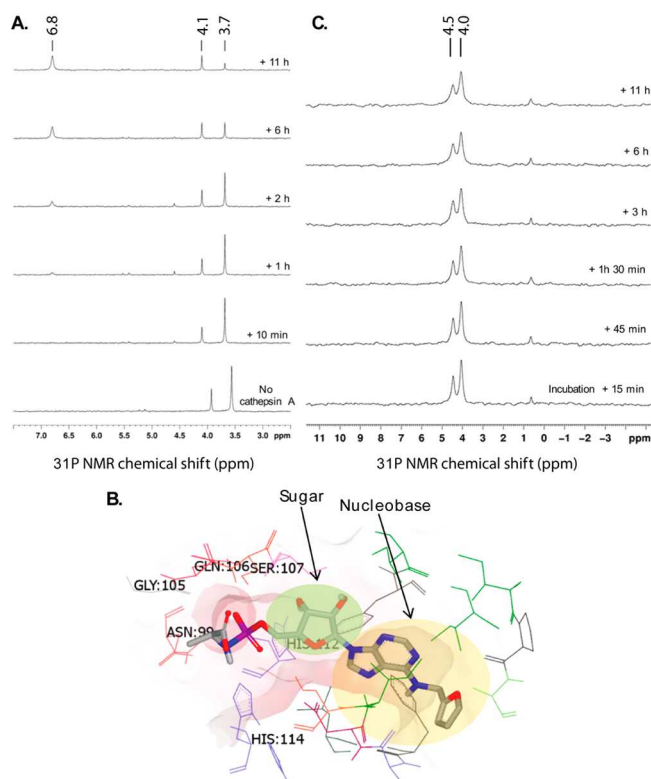 A.
6.8
4.1
3.7
+ 11 h
+ 6 h
+ 2 h
+ 1 h
+ 10 min
No
cathepsin A
7.0 6.5 6.0 5.5 5.0 4.5 4.0 3.5 3.0 ppm
31P NMR chemical shift (ppm)
C.
4.5
4.0
+ 11 h
+ 6 h
+ 3 h
+ 1h 30 min
+ 45 min
Incubation + 15 min
11 10 9 8 7 6 5 4 3 2 1 0 −1 −2 −3 ppm
31P NMR chemical shift (ppm)
B.
Sugar
Nucleobase
GLN:106 SER:107
GLY:105
ASN:99
HIS:114